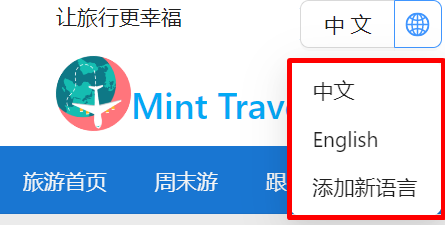 让旅行更幸福
中 文
Mint Trave
中文
English
添加新语言
旅游首页
周末游
跟